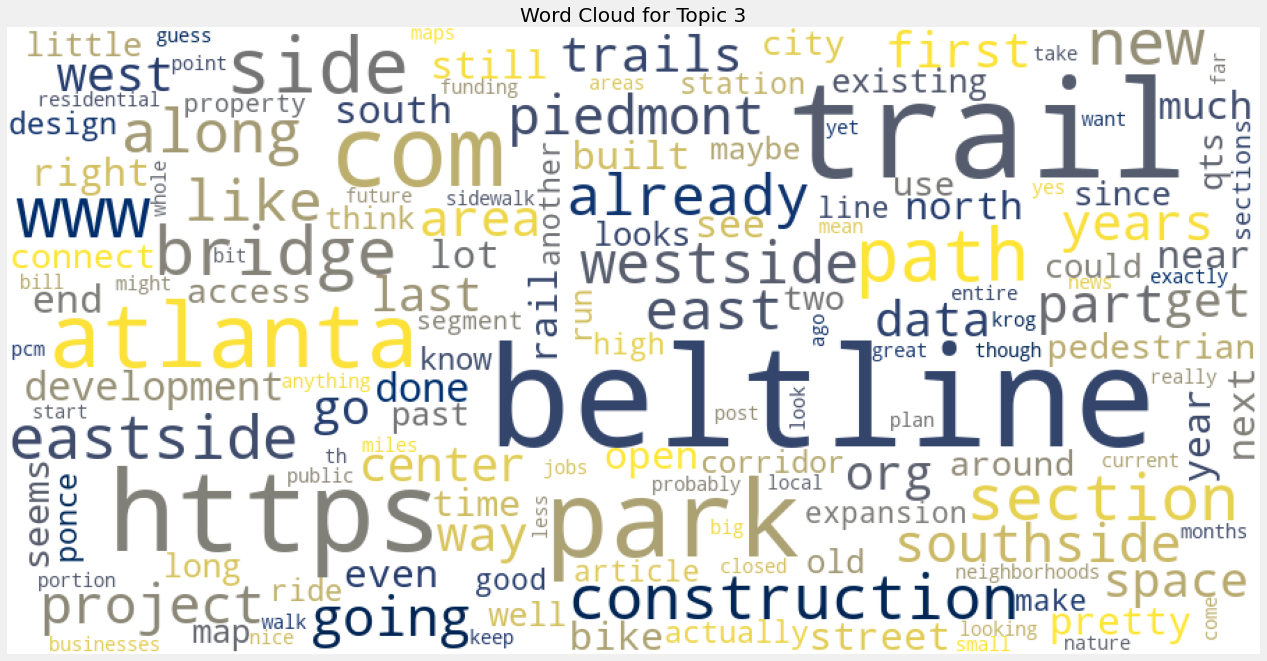 Word Cloud for Topic 3
little
guess
side
maps
still
trails
city
first
take
new
far
west
point
funding
areas
station
existing
residential
property
south
piedmont
trail
much
design
along
com
yet
want
qts
sections
right
whole
like
future
sidewalk
another
built
maybe
use
yes
since
www
think
area
already
line
north
years
connect
bridge
bit
lot
looks
see
mean
path
near
bill
might
access
last
rail
westside
could
exactly
end
run
east
two
entire
news
part
get
atlanta
segment
ago
data
krog
pcm
know
high
great
though
pedestrian
development
anything
done
beltline
really
start
go
past
post
look
plan
year
next
eastside
th
miles
open
corridor
around
current
seems
ponce
https
public
center
jobs
probably
local
org
time
less
park
section
way
big
expansion
months
portion
long
even
good
article
closed
old
southside
neighborhoods
space
project
ride
construction
make
come
map
walk
going
well
pretty
businesses
nice
keep
bike
actually
street
looking
small
nature